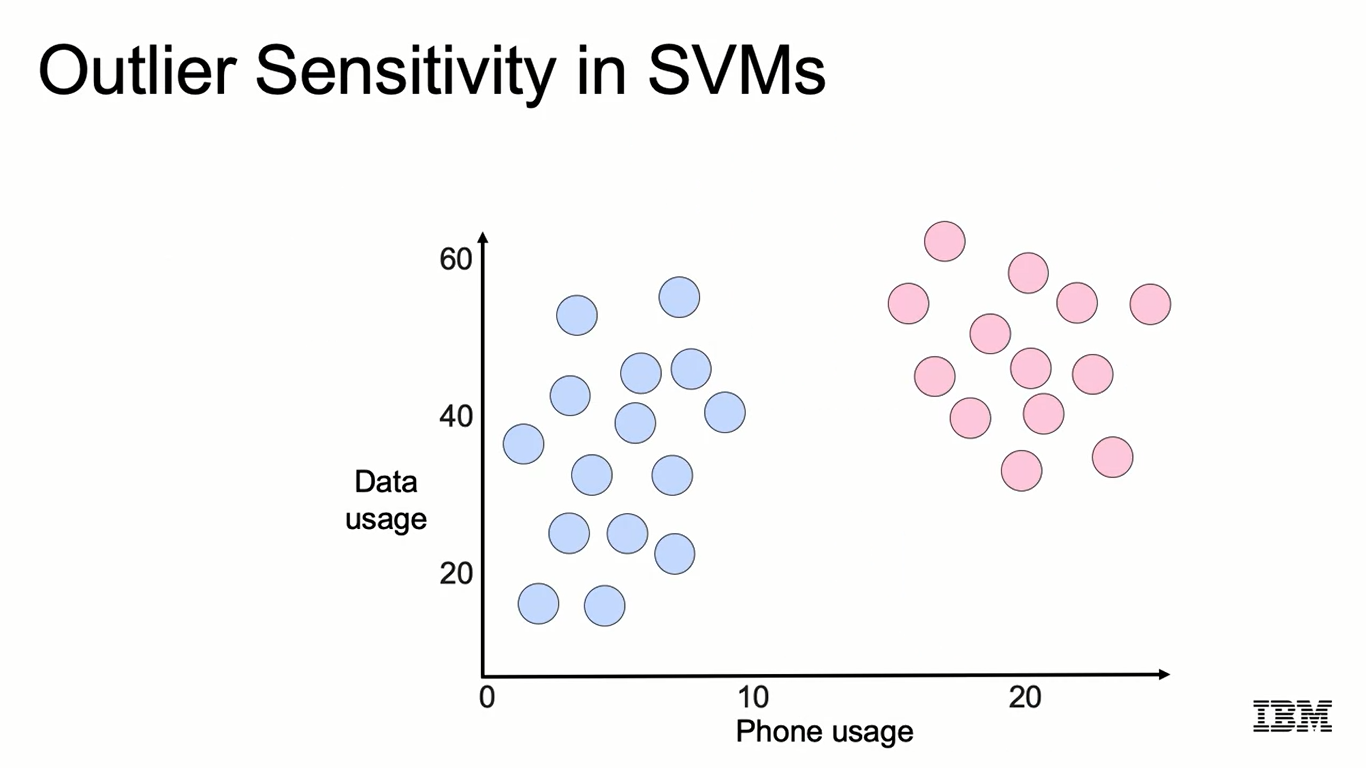 Outlier Sensitivity in SVMs
60
40
Data
usage
20
0
10
20
Phone usage
IBM